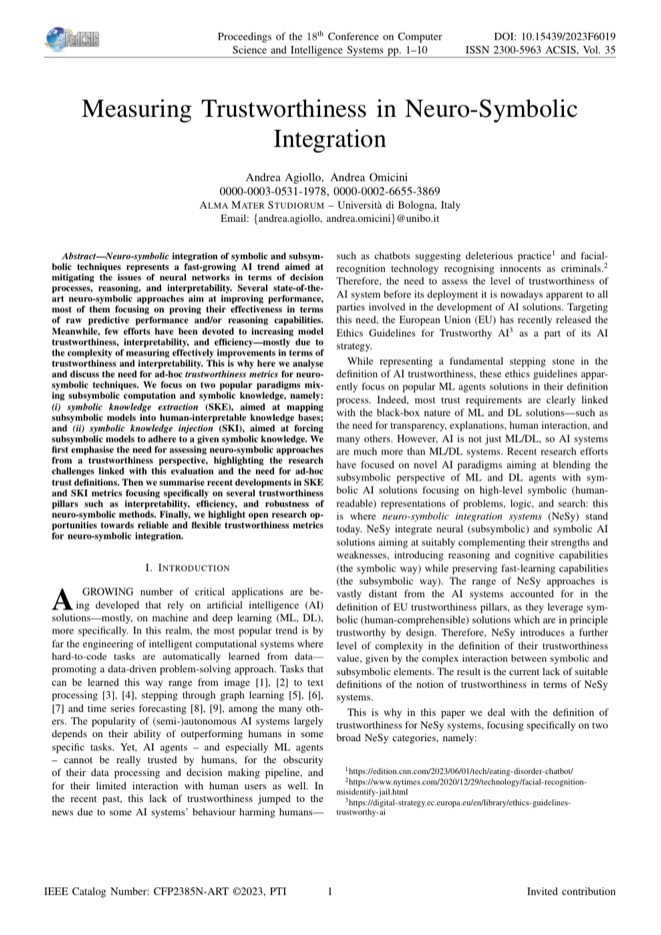 FedCSIS
Proceedings of the 18th Conference on Computer
Science and Intelligence Systems pp. 1–10
DOI: 10.15439/2023F6019
ISSN 2300-5963 ACSIS, Vol. 35
Measuring Trustworthiness in Neuro-Symbolic
Integration
Andrea Agiollo, Andrea Omicini
0000-0003-0531-1978, 0000-0002-6655-3869
ALMA MATER STUDIORUM – Università di Bologna, Italy
Email: {andrea.agiollo, andrea.omicini}@unibo.it
Abstract—Neuro-symbolic integration of symbolic and subsym-
bolic techniques represents a fast-growing AI trend aimed at
mitigating the issues of neural networks in terms of decision
processes, reasoning, and interpretability. Several state-of-the-
art neuro-symbolic approaches aim at improving performance,
most of them focusing on proving their effectiveness in terms
of raw predictive performance and/or reasoning capabilities.
Meanwhile, few efforts have been devoted to increasing model
trustworthiness, interpretability, and efficiency—mostly due to
the complexity of measuring effectively improvements in terms of
trustworthiness and interpretability. This is why here we analyse
and discuss the need for ad-hoc trustworthiness metrics for neuro-
symbolic techniques. We focus on two popular paradigms mix-
ing subsymbolic computation and symbolic knowledge, namely:
(i) symbolic knowledge extraction (SKE), aimed at mapping
subsymbolic models into human-interpretable knowledge bases;
and (ii) symbolic knowledge injection (SKI), aimed at forcing
subsymbolic models to adhere to a given symbolic knowledge. We
first emphasise the need for assessing neuro-symbolic approaches
from a trustworthiness perspective, highlighting the research
challenges linked with this evaluation and the need for ad-hoc
trust definitions. Then we summarise recent developments in SKE
and SKI metrics focusing specifically on several trustworthiness
pillars such as interpretability, efficiency, and robustness of
neuro-symbolic methods. Finally, we highlight open research op-
portunities towards reliable and flexible trustworthiness metrics
for neuro-symbolic integration.
I. INTRODUCTION
A GROWING number of critical applications are be-
ing developed that rely on artificial intelligence (AI)
solutions—mostly, on machine and deep learning (ML, DL),
more specifically. In this realm, the most popular trend is by
far the engineering of intelligent computational systems where
hard-to-code tasks are automatically learned from data—
promoting a data-driven problem-solving approach. Tasks that
can be learned this way range from image [1], [2] to text
processing [3], [4], stepping through graph learning [5], [6],
[7] and time series forecasting [8], [9], among the many oth-
ers. The popularity of (semi-)autonomous AI systems largely
depends on their ability of outperforming humans in some
specific tasks. Yet, AI agents – and especially ML agents
– cannot be really trusted by humans, for the obscurity
of their data processing and decision making pipeline, and
for their limited interaction with human users as well. In
the recent past, this lack of trustworthiness jumped to the
news due to some AI systems' behaviour harming humans—
such as chatbots suggesting deleterious practice1 and facial-
recognition technology recognising innocents as criminals.2
Therefore, the need to assess the level of trustworthiness of
AI system before its deployment it is nowadays apparent to all
parties involved in the development of AI solutions. Targeting
this need, the European Union (EU) has recently released the
Ethics Guidelines for Trustworthy AI3 as a part of its AI
strategy.
While representing a fundamental stepping stone in the
definition of AI trustworthiness, these ethics guidelines appar-
ently focus on popular ML agents solutions in their definition
process. Indeed, most trust requirements are clearly linked
with the black-box nature of ML and DL solutions—such as
the need for transparency, explanations, human interaction, and
many others. However, AI is not just ML/DL, so AI systems
are much more than ML/DL systems. Recent research efforts
have focused on novel AI paradigms aiming at blending the
subsymbolic perspective of ML and DL agents with sym-
bolic AI solutions focusing on high-level symbolic (human-
readable) representations of problems, logic, and search: this
is where neuro-symbolic integration systems (NeSy) stand
today. NeSy integrate neural (subsymbolic) and symbolic AI
solutions aiming at suitably complementing their strengths and
weaknesses, introducing reasoning and cognitive capabilities
(the symbolic way) while preserving fast-learning capabilities
(the subsymbolic way). The range of NeSy approaches is
vastly distant from the AI systems accounted for in the
definition of EU trustworthiness pillars, as they leverage sym-
bolic (human-comprehensible) solutions which are in principle
trustworthy by design. Therefore, NeSy introduces a further
level of complexity in the definition of their trustworthiness
value, given by the complex interaction between symbolic and
subsymbolic elements. The result is the current lack of suitable
definitions of the notion of trustworthiness in terms of NeSy
systems.
This is why in this paper we deal with the definition of
trustworthiness for NeSy systems, focusing specifically on two
broad NeSy categories, namely:
1https://edition.cnn.com/2023/06/01/tech/eating-disorder-chatbot/
2https://www.nytimes.com/2020/12/29/technology/facial-recognition-
misidentify-jail.html
3https://digital-strategy.ec.europa.eu/en/library/ethics-guidelines-
trustworthy-ai
IEEE Catalog Number: CFP2385N-ART ©2023, PTI
1
Invited contribution